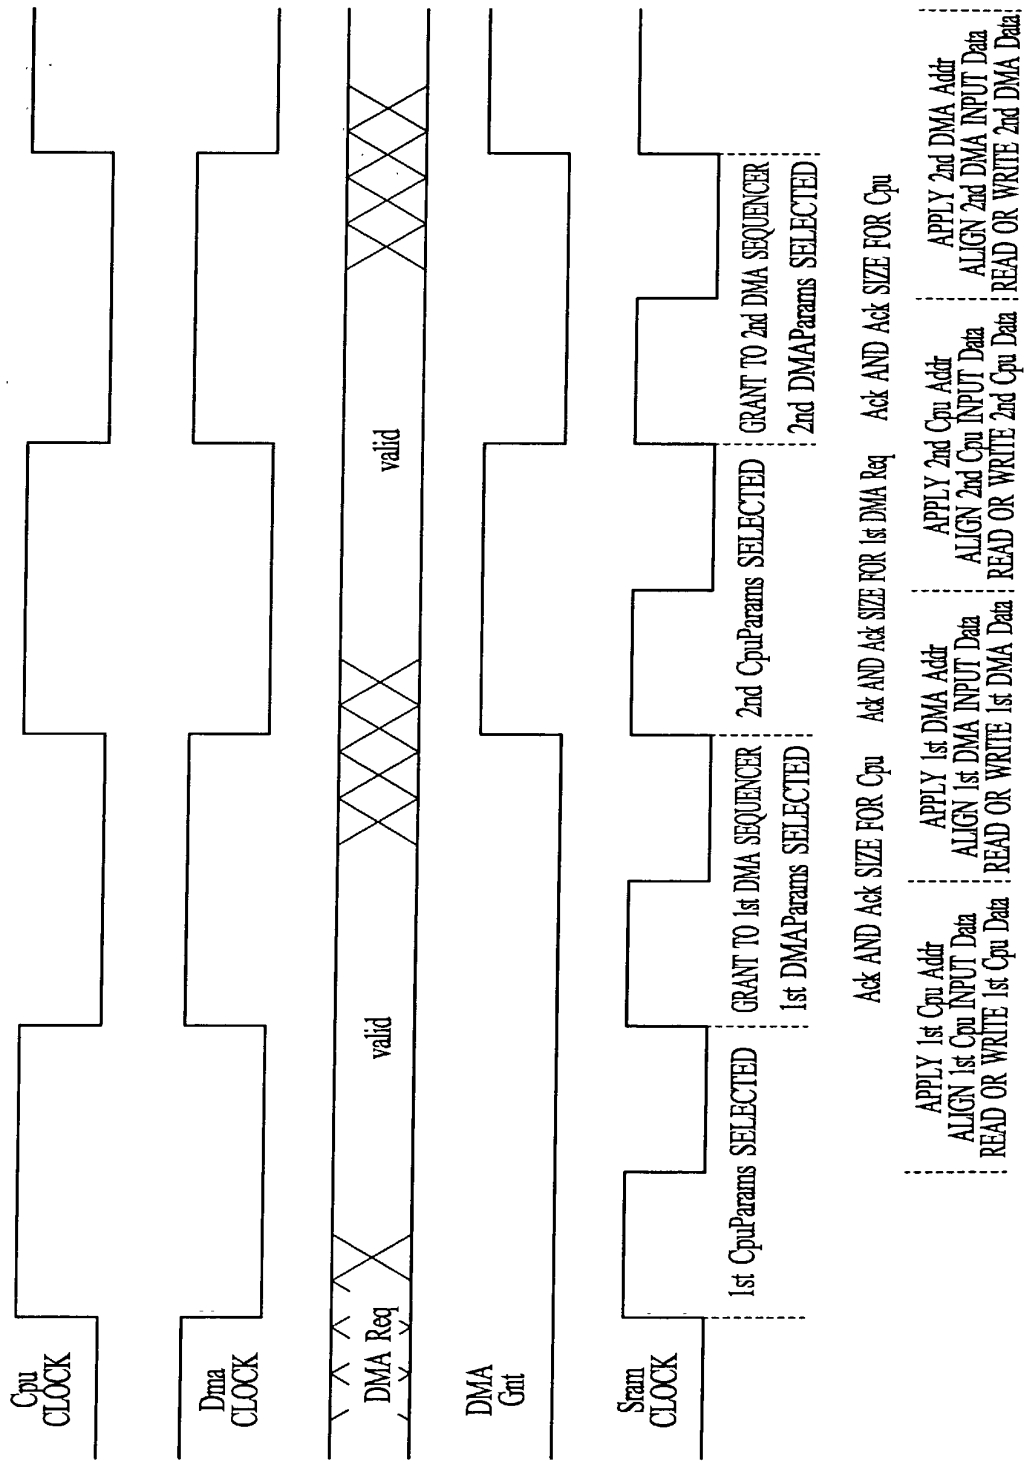 Cpu
CLOCK
Dma
CLOCK
DMA Req
valid
valid
DMA
Gnt
Sram
CLOCK
1st CpuParams SELECTED
GRANT TO 1st DMA SEQUENCER
1st DMAParams SELECTED
2nd CpuParams SELECTED
GRANT TO 2nd DMA SEQUENCER
2nd DMAParams SELECTED
Ack AND Ack SIZE FOR Cpu
Ack AND Ack SIZE FOR 1st DMA Req
Ack AND Ack SIZE FOR Cpu
APPLY 1st Cpu Addr
ALIGN 1st Cpu INPUT Data
READ OR WRITE 1st Cpu Data
APPLY 1st DMA Addr
ALIGN 1st DMA INPUT Data
READ OR WRITE 1st DMA Data
APPLY 2nd Cpu Addr
ALIGN 2nd Cpu INPUT Data
READ OR WRITE 2nd Cpu Data
APPLY 2nd DMA Addr
ALIGN 2nd DMA INPUT Data
READ OR WRITE 2nd DMA Data